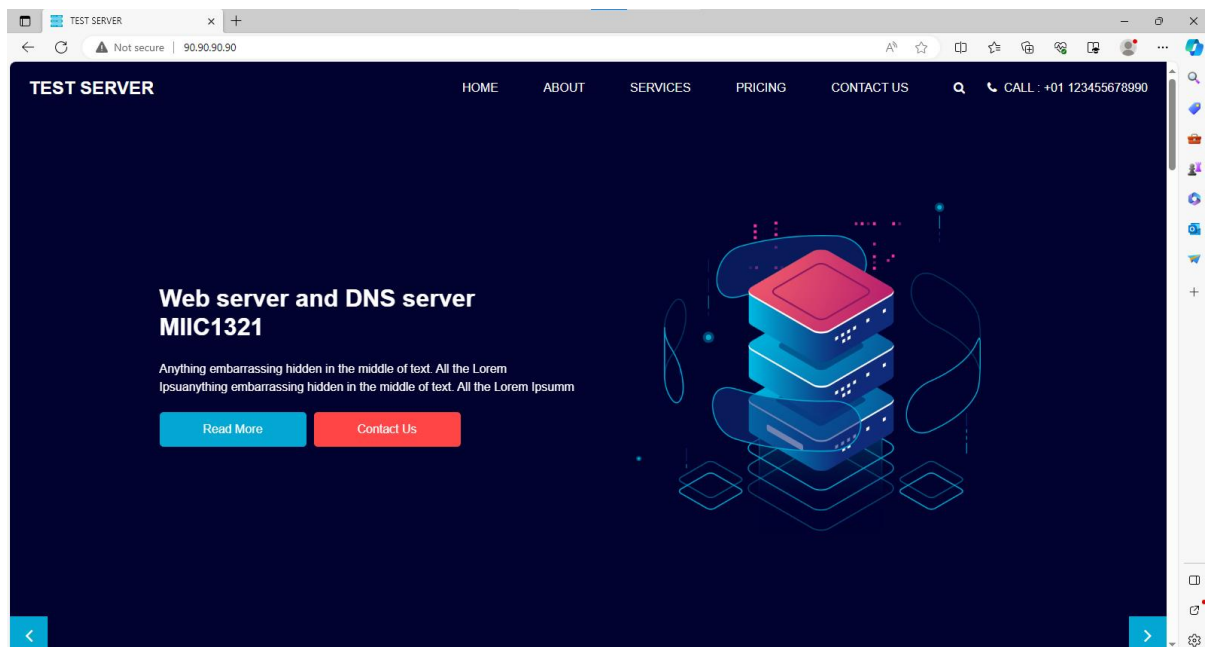 TEST SERVER
Not secure | 90.90.90.90
TEST SERVER HOME ABOUT SERVICES PRICING CONTACT US CALL : +01 123455678990
Web server and DNS server
MIIC1321
Anything embarrassing hidden in the middle of text. All the Lorem
Ipsuanything embarrassing hidden in the middle of text. All the Lorem Ipsumm
Read More Contact Us